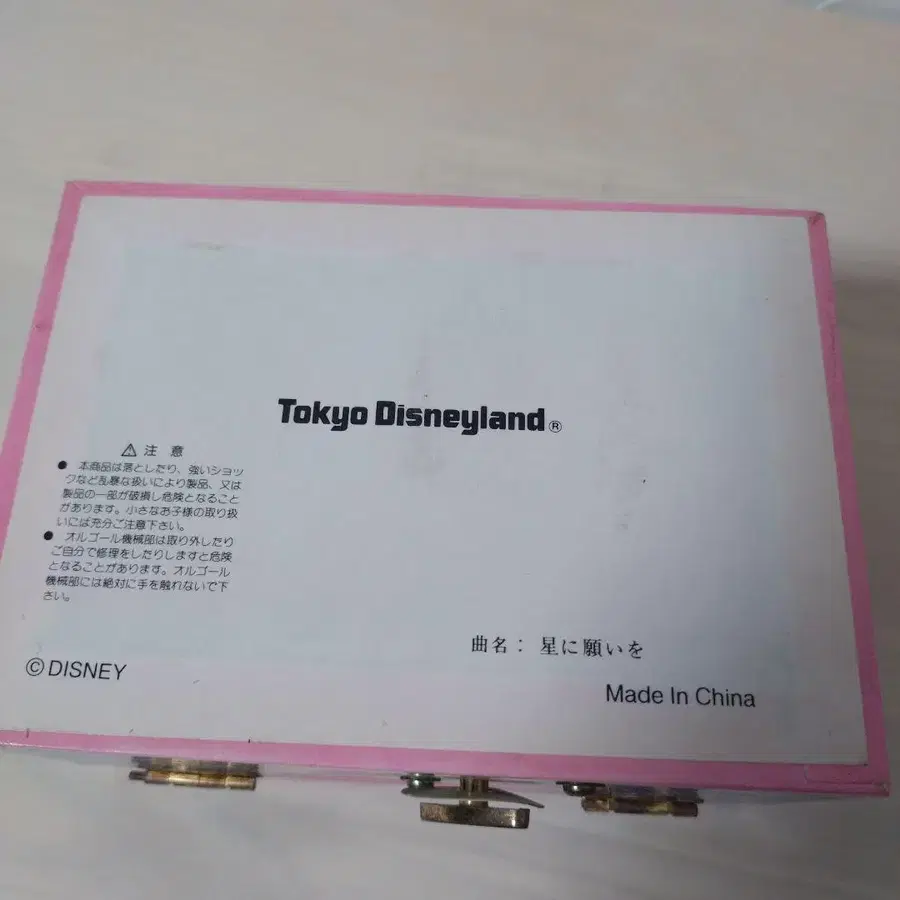 Tokyo Disneyland®
⚠ 注意
● 本商品は落としたり、強いショッ
クなど乱暴な扱いにより製品、又は
製品の一部が破損し危険となること
があります。小さなお子様の取り扱
いには充分ご注意下さい。
● オルゴール機械部は取り外したり
ご自分で修理をしたりしますと危険
となることがあります。オルゴール
機械部には絶対に手を触れないで下
さい。
曲名： 星に願いを
©DISNEY
Made In China